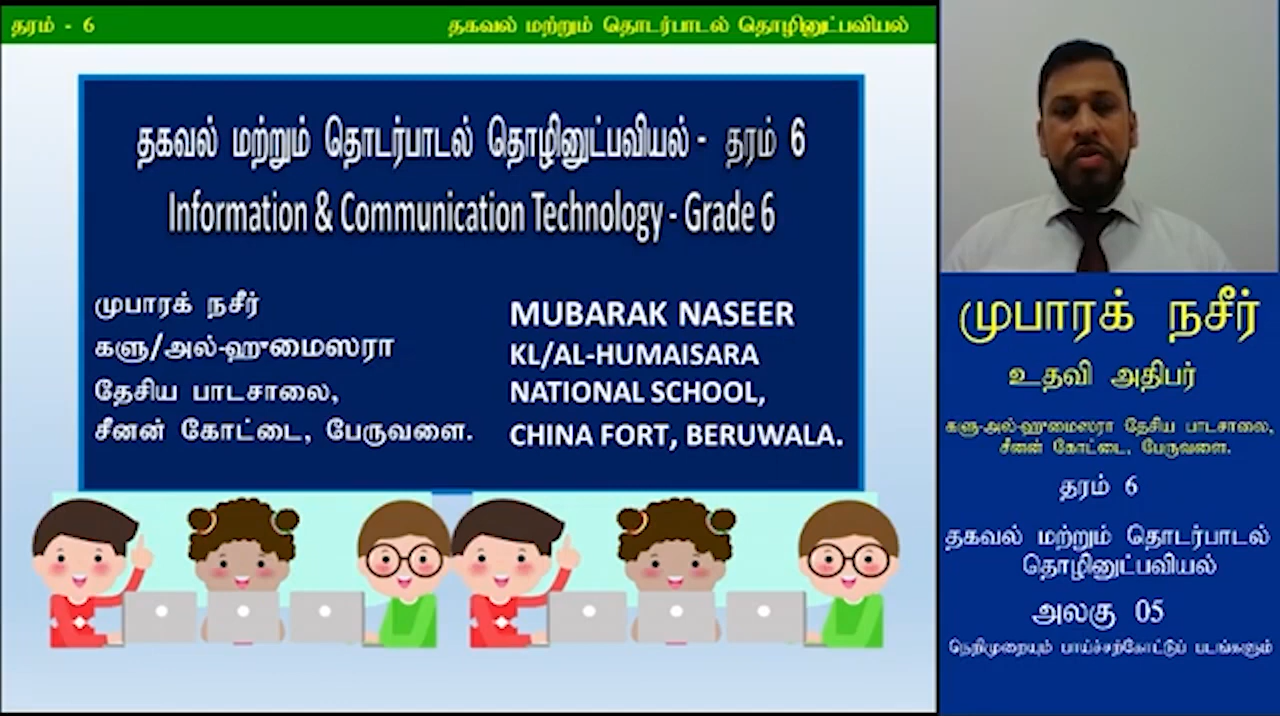 தரம் - 6
தகவல் மற்றும் தொடர்பாடல் தொழினுட்பவியல்
தகவல் மற்றும் தொடர்பாடல் தொழினுட்பவியல் - தரம் 6
Information & Communication Technology - Grade 6
முபாரக் நசீர்
களு/அல்-ஹுமைஸரா
தேசிய பாடசாலை,
சீனன் கோட்டை, பேருவளை.
MUBARAK NASEER
KL/AL-HUMAISARA
NATIONAL SCHOOL,
CHINA FORT, BERUWALA.
முபாரக் நசீர்
உதவி அதிபர்
களு-அல்-ஹுமைஸரா தேசிய பாடசாலை,
சீனன் கோட்டை, பேருவளை.
தரம் 6
தகவல் மற்றும் தொடர்பாடல்
தொழினுட்பவியல்
அலகு 05
நெறிமுறையும் பாய்ச்சற்கோட்டுப் படங்களும்